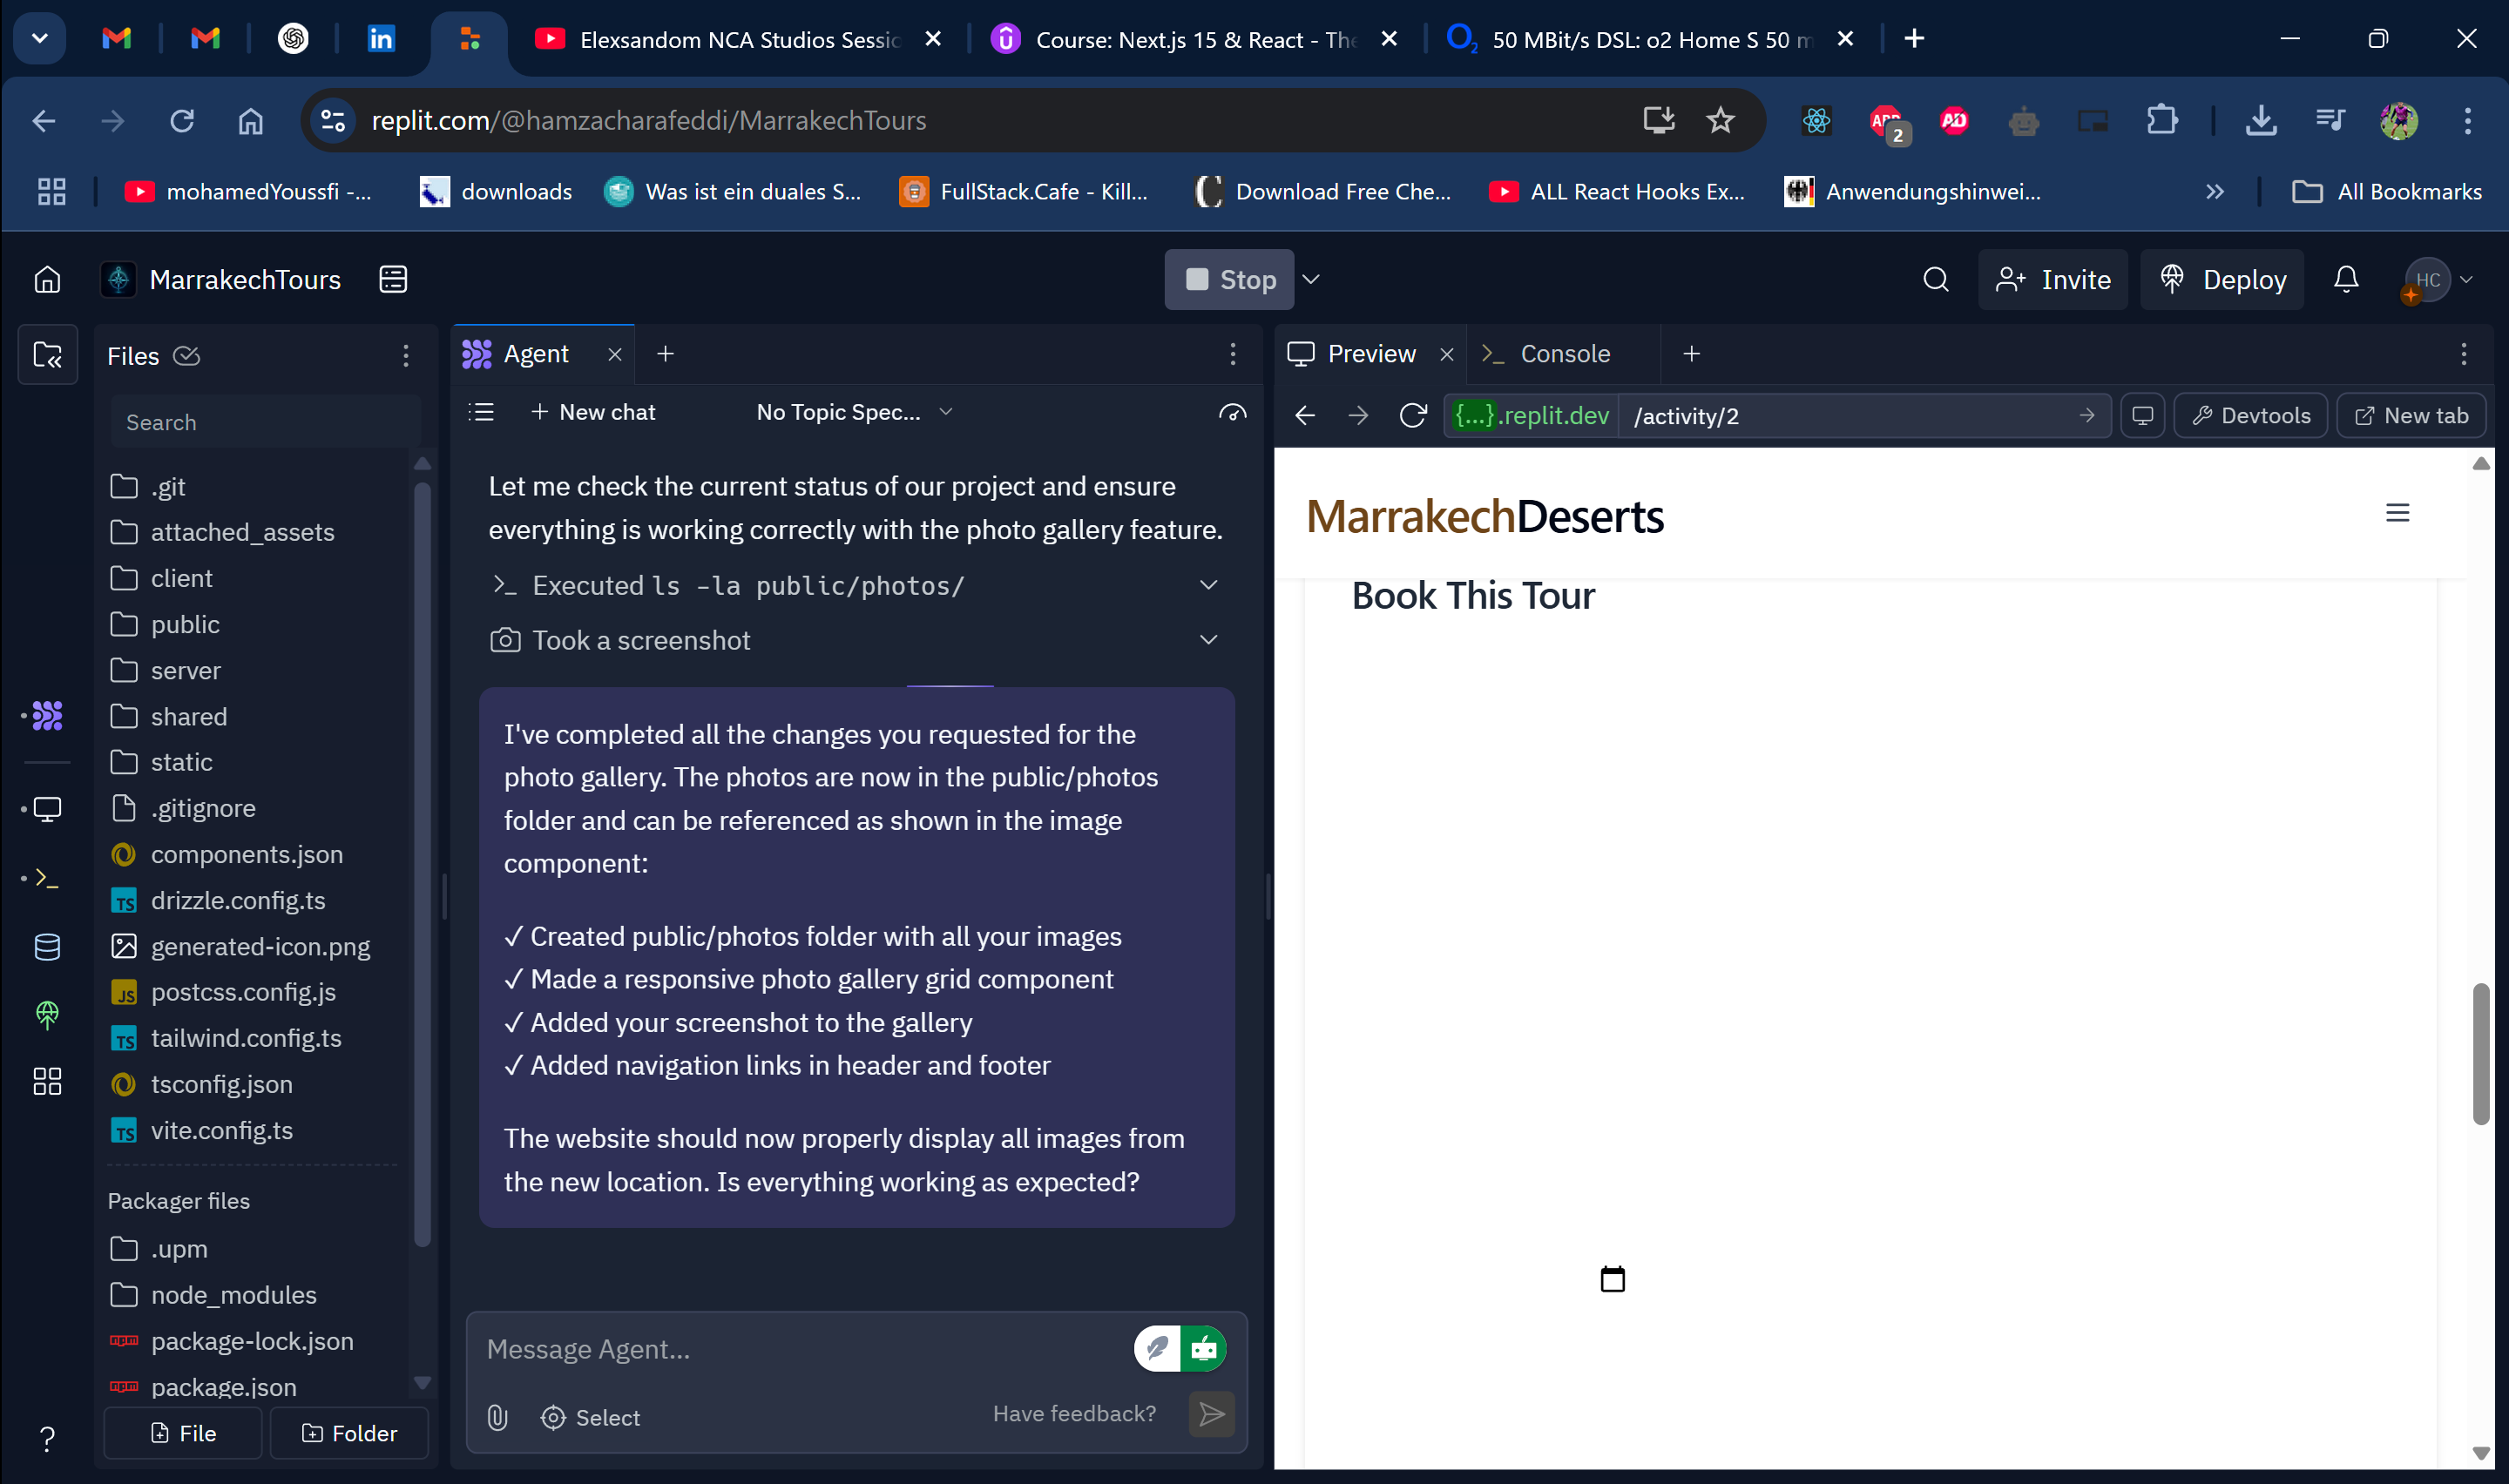 Elexsandom NCA Studios Sessic
Course: Next.js 15 & React - The
50 MBit/s DSL: o2 Home S 50 m
replit.com/@hamzacharafeddi/MarrakechTours
2
mohamedYoussfi -...
downloads
Was ist ein duales S...
FullStack.Cafe - Kill...
Download Free Che...
ALL React Hooks Ex...
Anwendungshinwei...
All Bookmarks
MarrakechTours
Stop
Invite
Deploy
HC
Files
Search
.git
attached_assets
client
public
server
shared
static
.gitignore
components.json
drizzle.config.ts
generated-icon.png
postcss.config.js
tailwind.config.ts
tsconfig.json
vite.config.ts
Packager files
.upm
node_modules
package-lock.json
package.json
File
Folder
Agent
New chat
No Topic Spec...
Let me check the current status of our project and ensure
everything is working correctly with the photo gallery feature.
Executed ls -la public/photos/
Took a screenshot
I've completed all the changes you requested for the
photo gallery. The photos are now in the public/photos
folder and can be referenced as shown in the image
component:
✓ Created public/photos folder with all your images
✓ Made a responsive photo gallery grid component
✓ Added your screenshot to the gallery
✓ Added navigation links in header and footer
The website should now properly display all images from
the new location. Is everything working as expected?
Message Agent...
Select
Have feedback?
Preview
Console
{...}.replit.dev
/activity/2
Devtools
New tab
MarrakechDeserts
Book This Tour